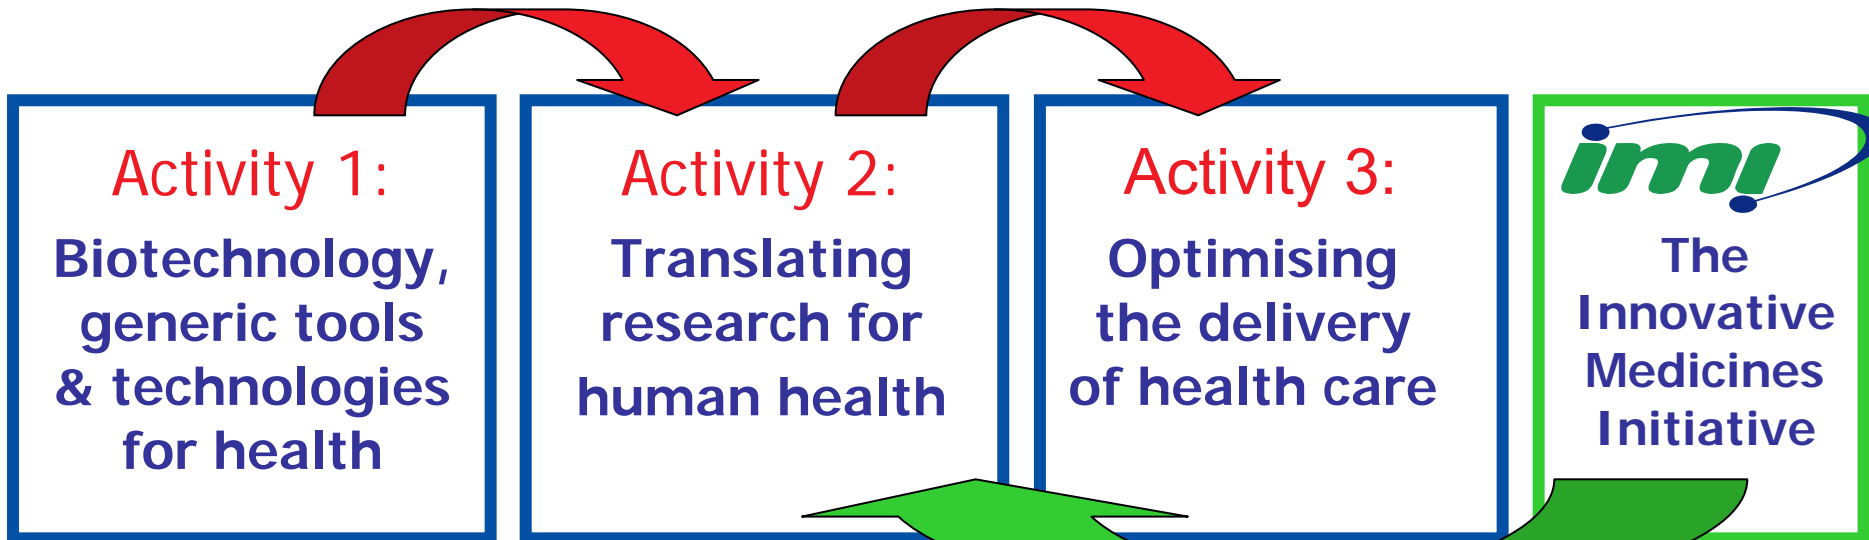 Activity 1:
Biotechnology,
generic tools
& technologies
for health
Activity 2:
Translating
research for
human health
Activity 3:
Optimising
the delivery
of health care
imi
The
Innovative
Medicines
Initiative